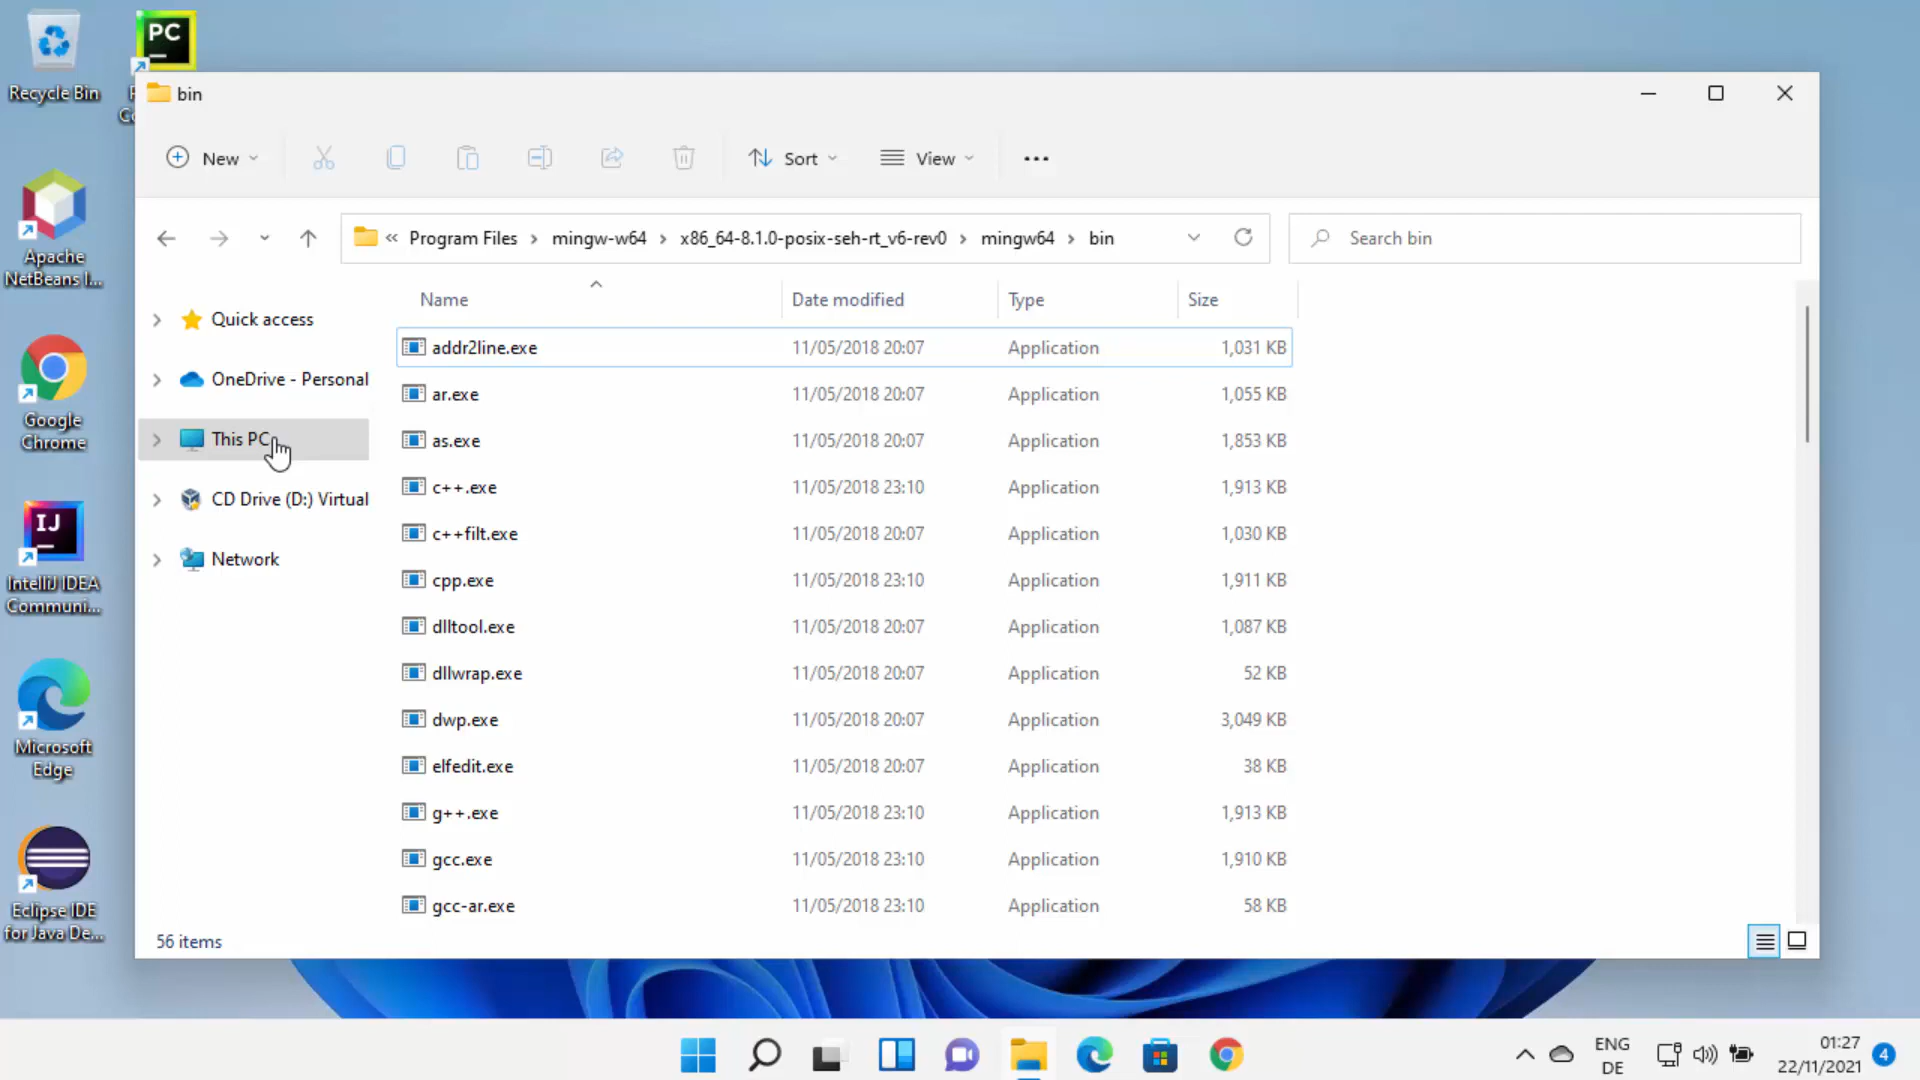 Recycle Bin
PC
Apache
NetBeans I...
Google
Chrome
IJ
IntelliJ IDEA
Communi...
Microsoft
Edge
Eclipse IDE
for Java De...
bin
New
Sort
View
« Program Files > mingw-w64 > x86_64-8.1.0-posix-seh-rt_v6-rev0 > mingw64 > bin
Search bin
Quick access
OneDrive - Personal
This PC
CD Drive (D:) Virtual
Network
Name Date modified Type Size
addr2line.exe 11/05/2018 20:07 Application 1,031 KB
ar.exe 11/05/2018 20:07 Application 1,055 KB
as.exe 11/05/2018 20:07 Application 1,853 KB
c++.exe 11/05/2018 23:10 Application 1,913 KB
c++filt.exe 11/05/2018 20:07 Application 1,030 KB
cpp.exe 11/05/2018 23:10 Application 1,911 KB
dlltool.exe 11/05/2018 20:07 Application 1,087 KB
dllwrap.exe 11/05/2018 20:07 Application 52 KB
dwp.exe 11/05/2018 20:07 Application 3,049 KB
elfedit.exe 11/05/2018 20:07 Application 38 KB
g++.exe 11/05/2018 23:10 Application 1,913 KB
gcc.exe 11/05/2018 23:10 Application 1,910 KB
gcc-ar.exe 11/05/2018 23:10 Application 58 KB
56 items
ENG
DE
01:27
22/11/2021
4